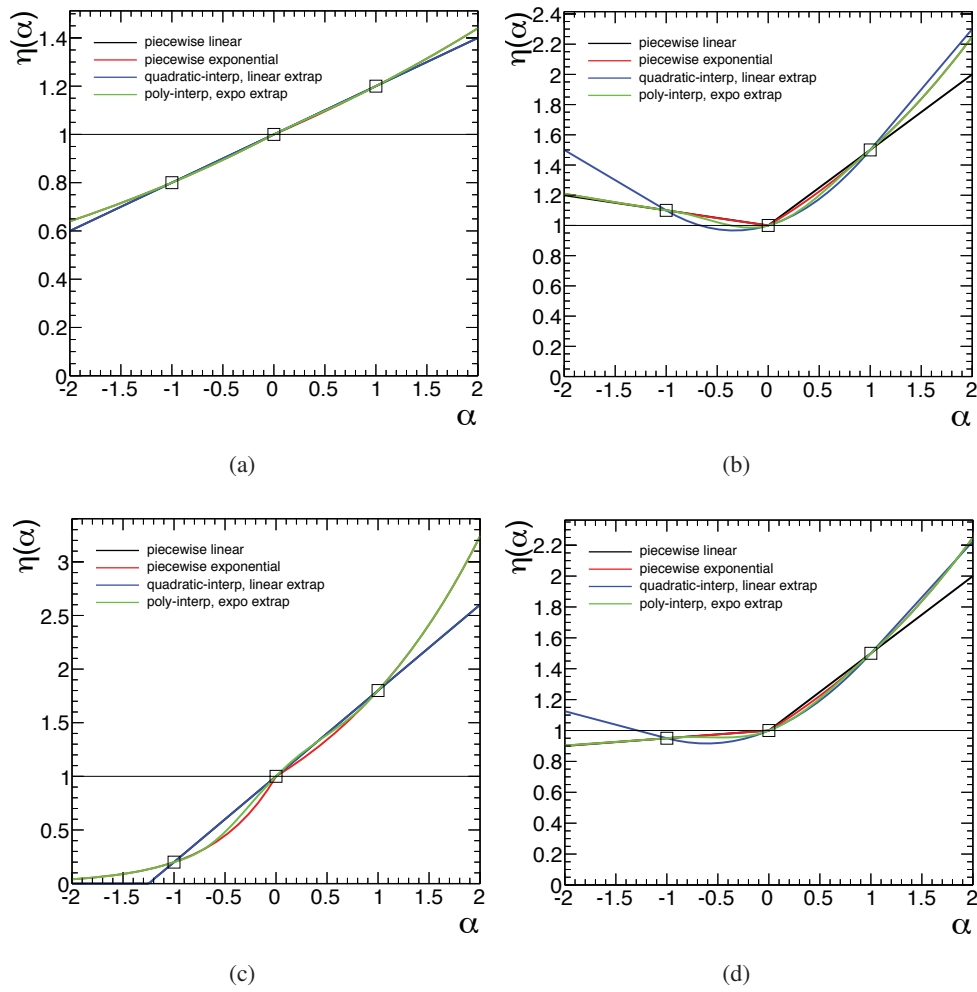 η(α)
1.4
1.2
1
0.8
0.6
0.4
0.2
0
piecewise linear
piecewise exponential
quadratic-interp, linear extrap
poly-interp, expo extrap
-2 -1.5 -1 -0.5 0 0.5 1 1.5 2
α
(a)
η(α)
2.4
2.2
2
1.8
1.6
1.4
1.2
1
0.8
0.6
0.4
0.2
0
piecewise linear
piecewise exponential
quadratic-interp, linear extrap
poly-interp, expo extrap
-2 -1.5 -1 -0.5 0 0.5 1 1.5 2
α
(b)
η(α)
3
2.5
2
1.5
1
0.5
0
piecewise linear
piecewise exponential
quadratic-interp, linear extrap
poly-interp, expo extrap
-2 -1.5 -1 -0.5 0 0.5 1 1.5 2
α
(c)
η(α)
2.2
2
1.8
1.6
1.4
1.2
1
0.8
0.6
0.4
0.2
0
piecewise linear
piecewise exponential
quadratic-interp, linear extrap
poly-interp, expo extrap
-2 -1.5 -1 -0.5 0 0.5 1 1.5 2
α
(d)